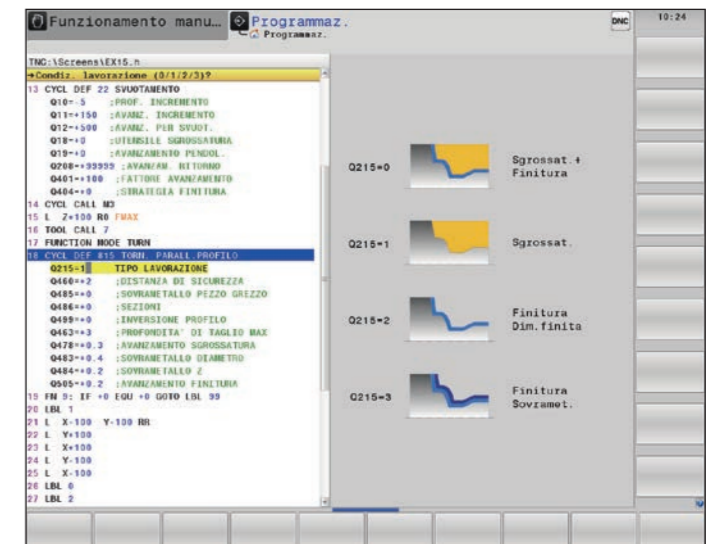 Funzionamento manu…
Programmaz.
Programmaz.
DNC
10:24
TNC:\Screens\EX15.h
→Condiz. lavorazione (0/1/2/3)?
13 CYCL DEF 22 SVUOTAMENTO
Q10=-5 ;PROF. INCREMENTO
Q11=+150 ;AVANZ. INCREMENTO
Q12=+500 ;AVANZ. PER SVUOT.
Q18=+0 ;UTENSILE SGROSSATURA
Q19=+0 ;AVANZAMENTO PENDOL.
Q208=+99999 ;AVANZAM. RITORNO
Q401=+100 ;FATTORE AVANZAMENTO
Q404=+0 ;STRATEGIA FINITURA
14 CYCL CALL M3
15 L Z+100 R0 FMAX
16 TOOL CALL 7
17 FUNCTION MODE TURN
18 CYCL DEF 815 TORN. PARALL.PROFILO
Q215=1 TIPO LAVORAZIONE
Q460=+2 ;DISTANZA DI SICUREZZA
Q485=+0 ;SOVRAMETALLO PEZZO GREZZO
Q486=+0 ;SEZIONI
Q499=+0 ;INVERSIONE PROFILO
Q463=+3 ;PROFONDITA' DI TAGLIO MAX
Q478=+0.3 ;AVANZAMENTO SGROSSATURA
Q483=+0.4 ;SOVRAMETALLO DIAMETRO
Q484=+0.2 ;SOVRAMETALLO Z
Q505=+0.2 ;AVANZAMENTO FINITURA
19 FN 9: IF +0 EQU +0 GOTO LBL 99
20 LBL 1
21 L X-100 Y-100 RR
22 L Y+100
23 L X+100
24 L Y-100
25 L X-100
26 LBL 0
27 LBL 2
Q215=0
Sgrossat.+
Finitura
Q215=1
Sgrossat.
Q215=2
Finitura
Dim.finita
Q215=3
Finitura
Sovramet.